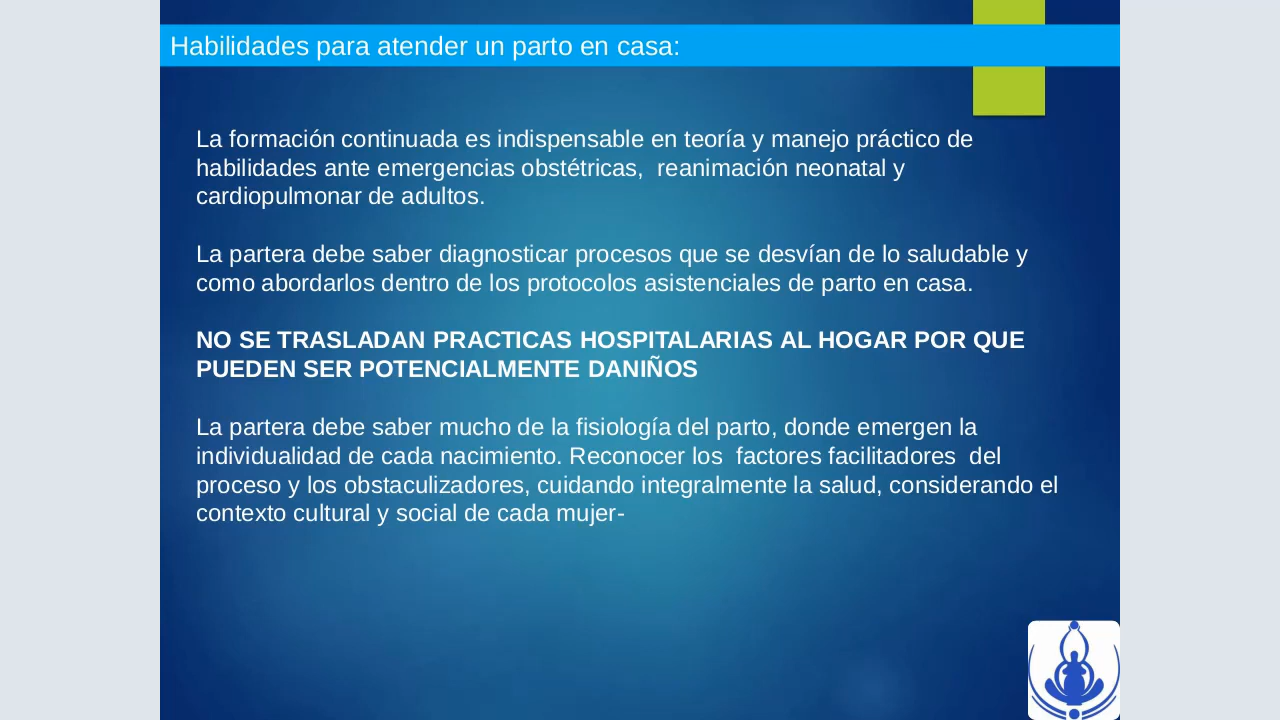 Habilidades para atender un parto en casa:
La formación continuada es indispensable en teoría y manejo práctico de
habilidades ante emergencias obstétricas,  reanimación neonatal y
cardiopulmonar de adultos.
La partera debe saber diagnosticar procesos que se desvían de lo saludable y
como abordarlos dentro de los protocolos asistenciales de parto en casa.
NO SE TRASLADAN PRACTICAS HOSPITALARIAS AL HOGAR POR QUE
PUEDEN SER POTENCIALMENTE DANIÑOS
La partera debe saber mucho de la fisiología del parto, donde emergen la
individualidad de cada nacimiento. Reconocer los  factores facilitadores  del
proceso y los obstaculizadores, cuidando integralmente la salud, considerando el
contexto cultural y social de cada mujer-